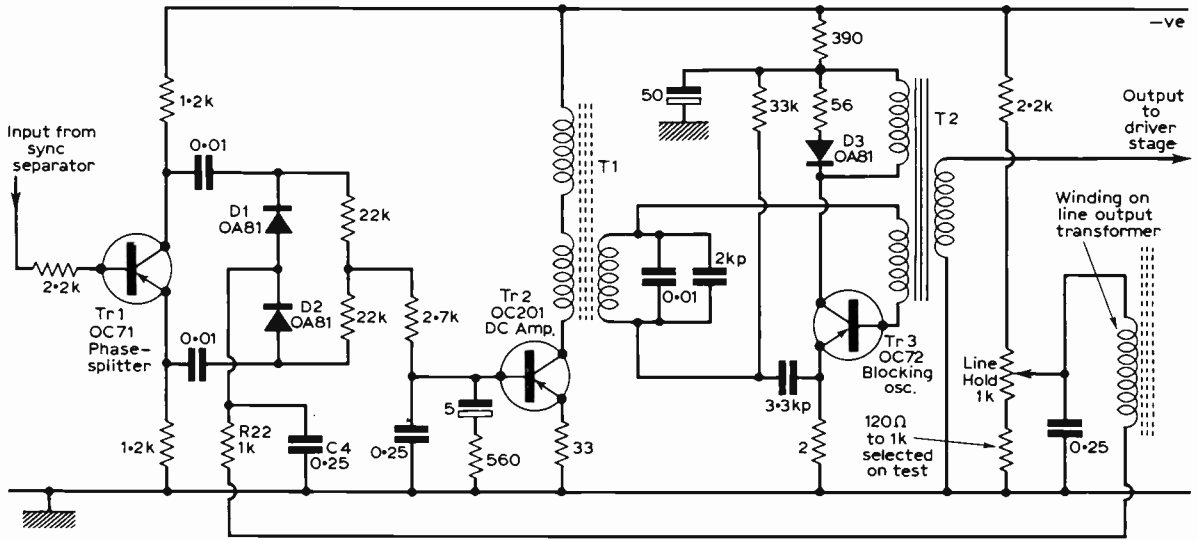 −ve
390
1·2k
50
33k
56
T2
2·2k
Output
to
driver
stage
Input from
sync
separator
0·01
D3
OA81
T1
D1
OA81
22k
Winding on
line output
transformer
2·2k
Tr1
OC71
Phase-
splitter
D2
OA81
22k
0·01
2·7k
Tr2
OC201
DC Amp.
0·01
2kp
Tr3
OC72
Blocking
osc.
Line
Hold
1k
3·3kp
1·2k
R22
1k
C4
0·25
0·25
5
560
33
2
120Ω
to 1k
selected
on test
0·25